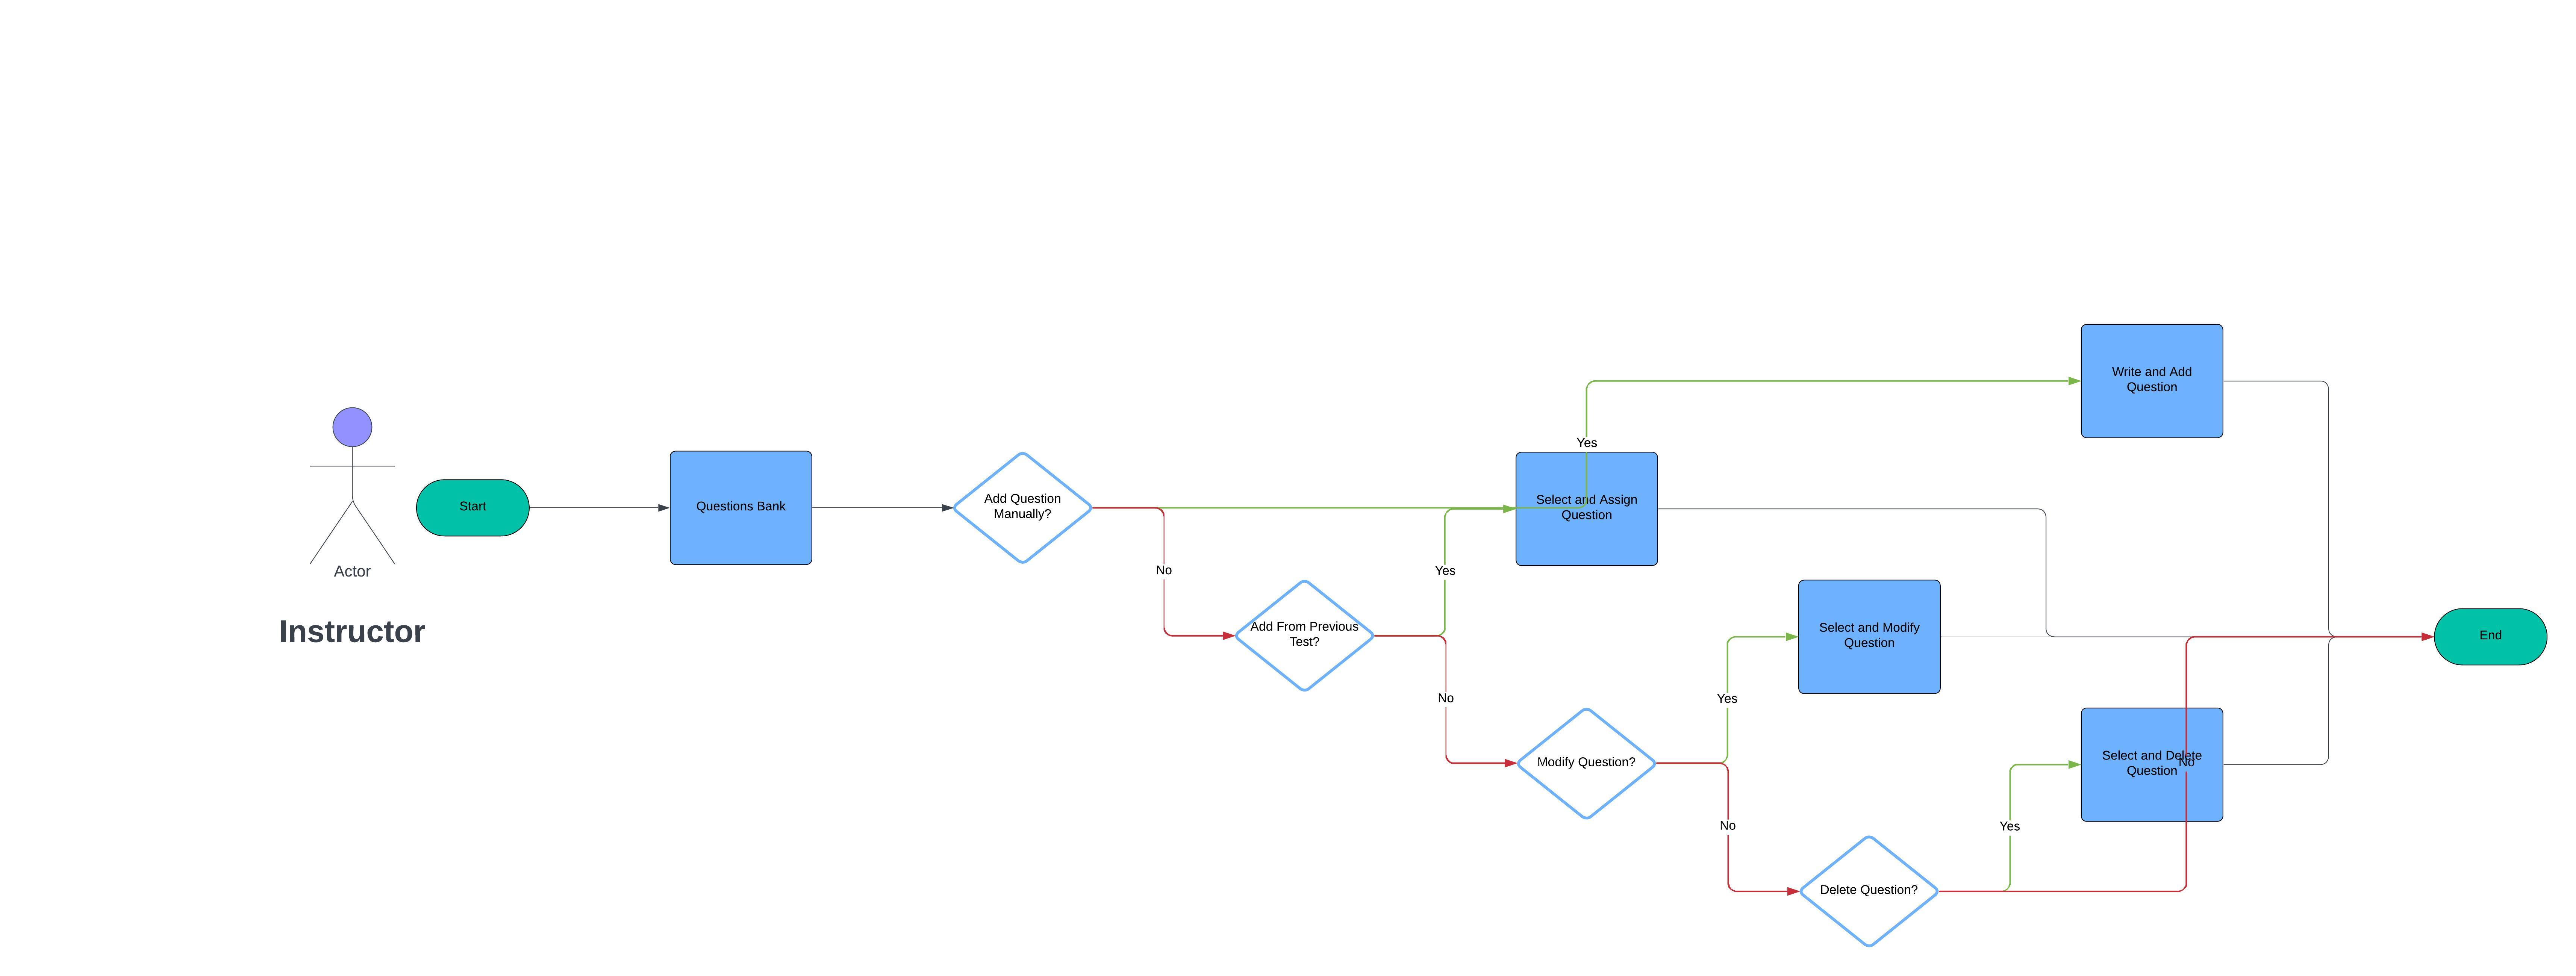 Actor
Instructor
Start
Questions Bank
Add Question
Manually?
No
Add From Previous
Test?
Yes
No
Yes
Select and Assign
Question
Modify Question?
Yes
No
Select and Modify
Question
Delete Question?
Yes
No
Write and Add
Question
Select and Delete
Question
End